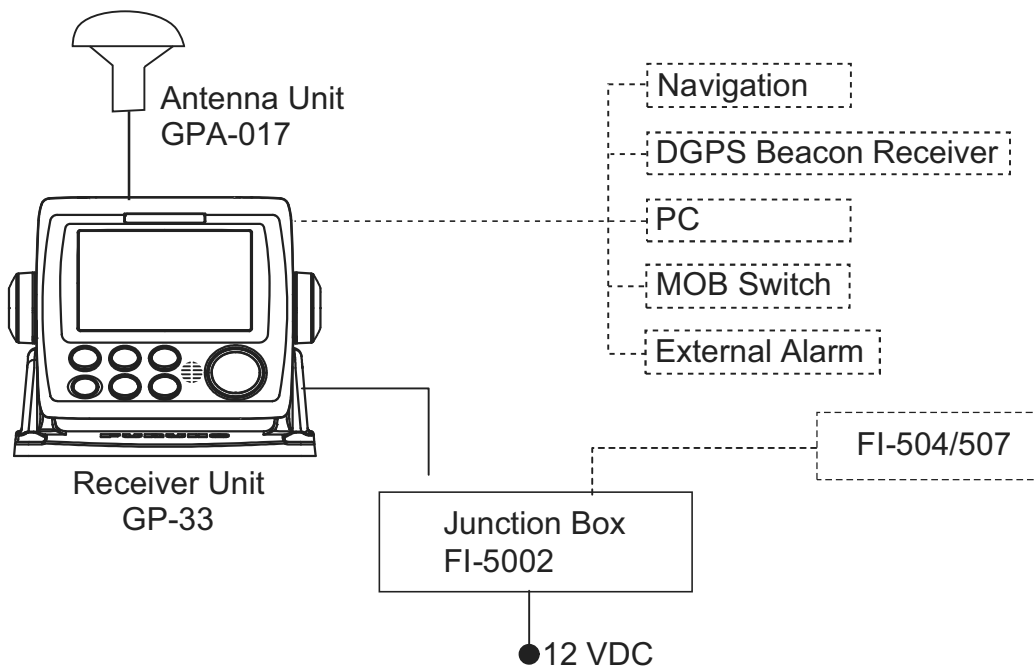 Antenna Unit
GPA-017
Navigation
DGPS Beacon Receiver
PC
MOB Switch
External Alarm
FURUNO
Receiver Unit
GP-33
FI-504/507
Junction Box
FI-5002
12 VDC